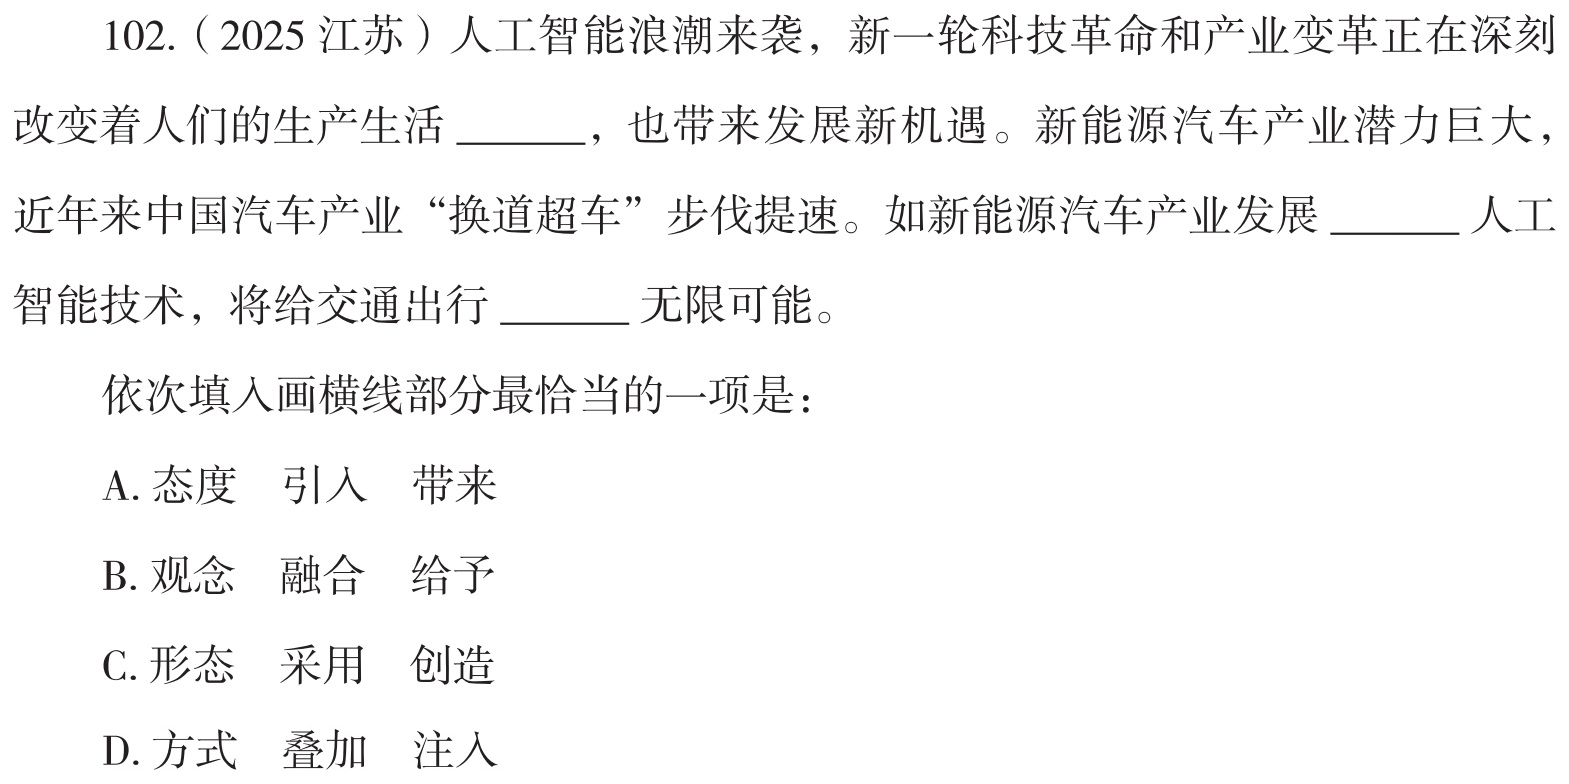 102.（2025 江苏）人工智能浪潮来袭，新一轮科技革命和产业变革正在深刻
改变着人们的生产生活 ______，也带来发展新机遇。新能源汽车产业潜力巨大，
近年来中国汽车产业“换道超车”步伐提速。如新能源汽车产业发展 ______ 人工
智能技术，将给交通出行 ______ 无限可能。
依次填入画横线部分最恰当的一项是：
A. 态度　引入　带来
B. 观念　融合　给予
C. 形态　采用　创造
D. 方式　叠加　注入